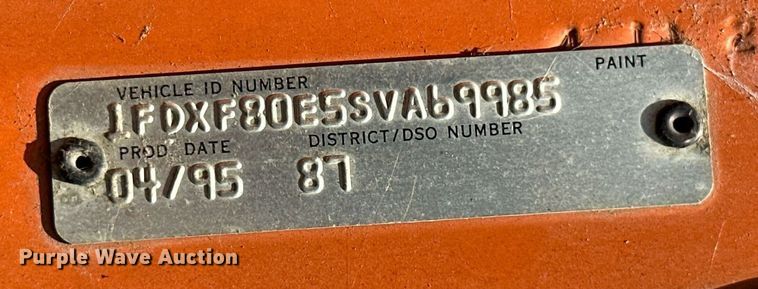 VEHICLE ID NUMBER
PAINT
1FDXF80E5SVA69985
PROD DATE
DISTRICT/DSO NUMBER
04/95
87
Purple Wave Auction